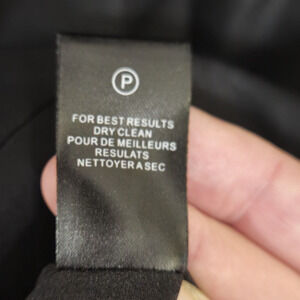 P
FOR BEST RESULTS
DRY CLEAN
POUR DE MEILLEURS
RESULATS
NETTOYER A SEC